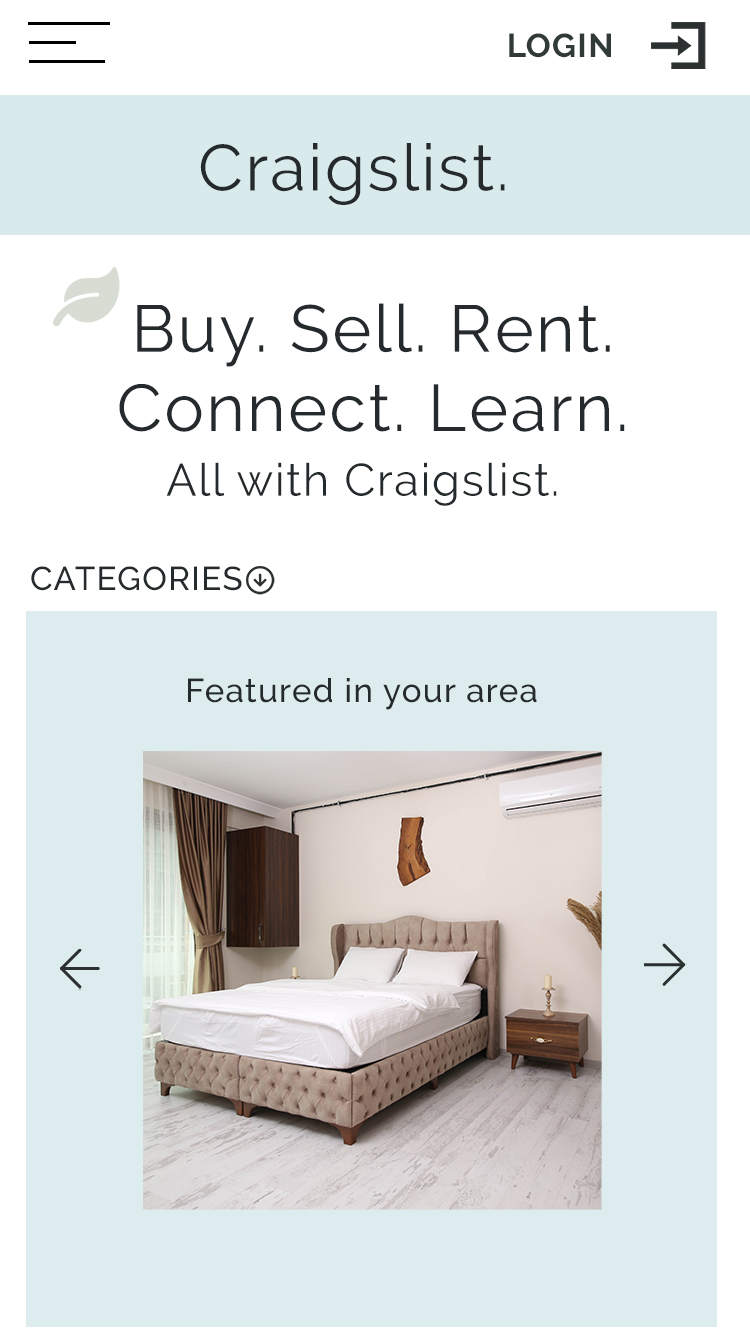 LOGIN
Craigslist.
Buy. Sell. Rent.
Connect. Learn.
All with Craigslist.
CATEGORIES
Featured in your area